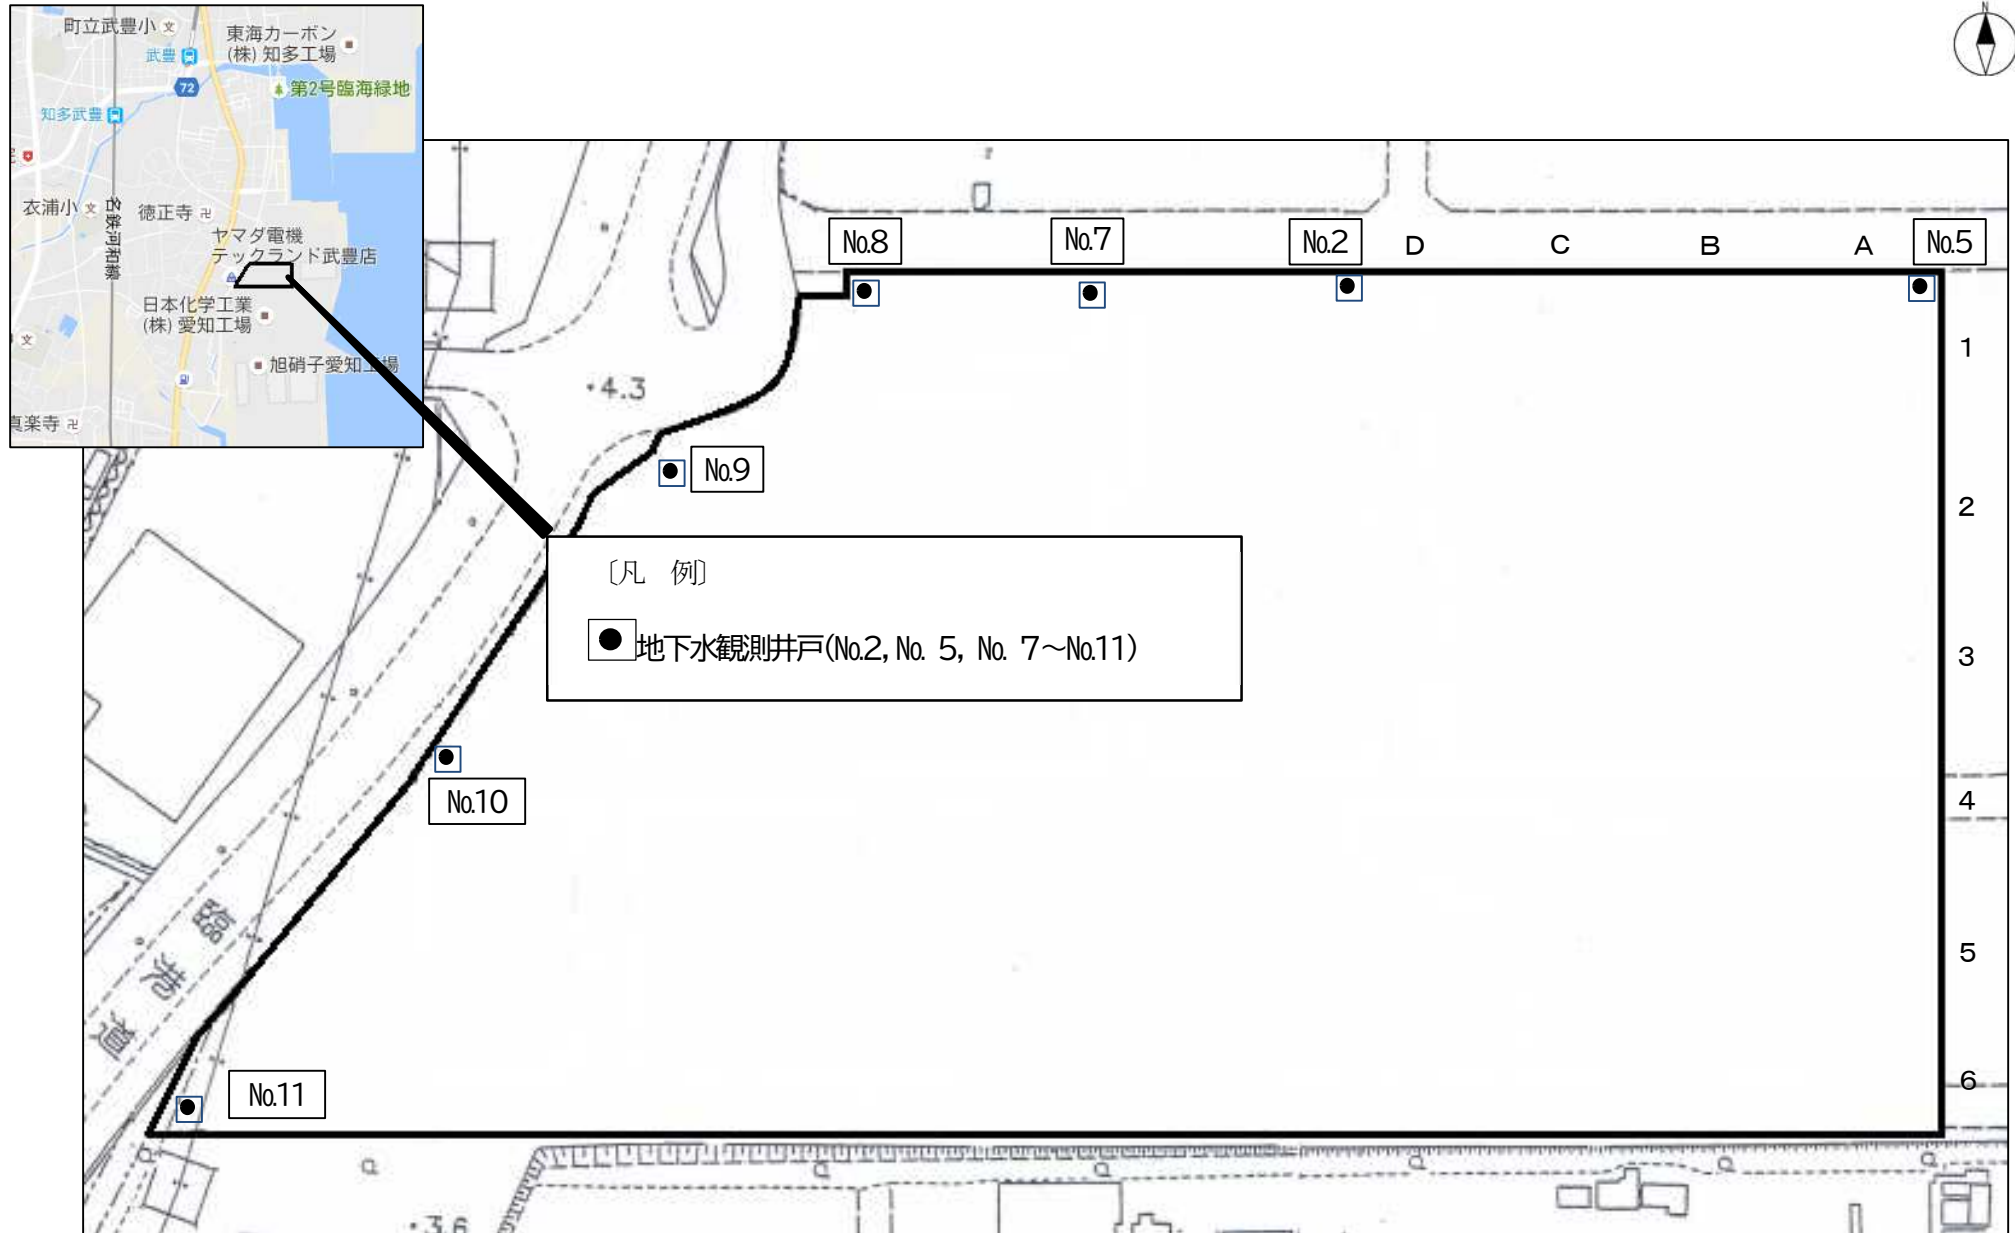 N
町立武豊小 文
東海カーボン
(株) 知多工場
武豊
72
第2号臨海緑地
知多武豊
衣浦小 文
徳正寺 卍
名鉄河和線
ヤマダ電機
テックランド武豊店
日本化学工業
(株) 愛知工場
文
旭硝子愛知工場
真楽寺 卍
No.8
No.7
No.2
D
C
B
A
No.5
1
・4.3
No.9
2
〔凡 例〕
地下水観測井戸(No.2, No. 5, No. 7～No.11)
3
No.10
4
5
No.11
6
・3.6